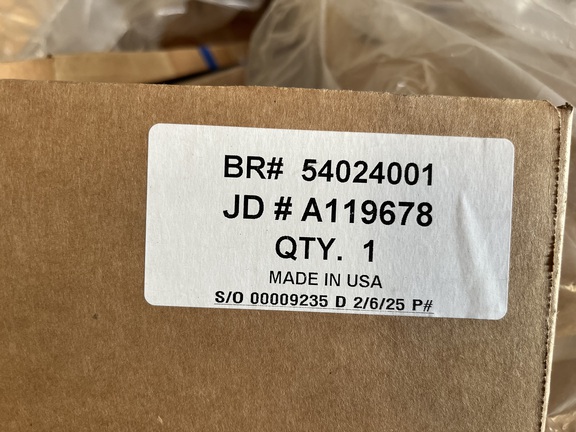 BR# 54024001
JD # A119678
QTY. 1
MADE IN USA
S/O 00009235 D 2/6/25 P#